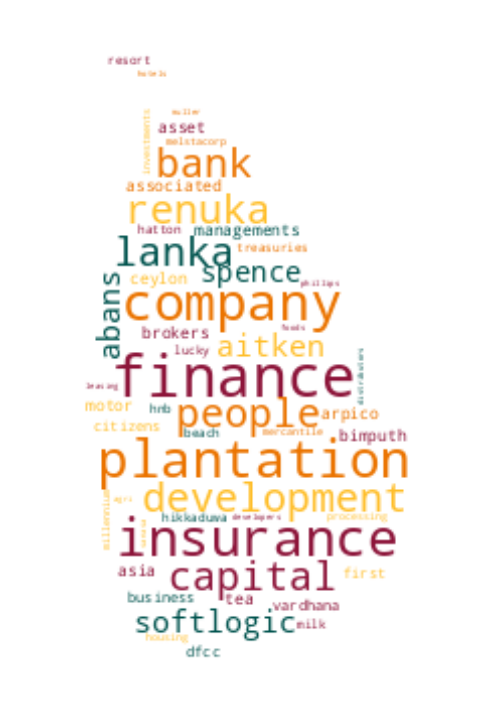 resort
hotels
muller
investments
asset
melstacorp
bank
associated
renuka
hatton managements
lanka treasuries
ceylon spence
phillips
abans
company
foods
brokers
aitken
lucky
distributors
finance
leasing
motor hnb people arpico
citizens beach mercantile bimputh
plantation
millennium agri development
hikkaduwa developers processing
insurance
asia capital first
business tea vardhana
softlogic milk
housing
dfcc